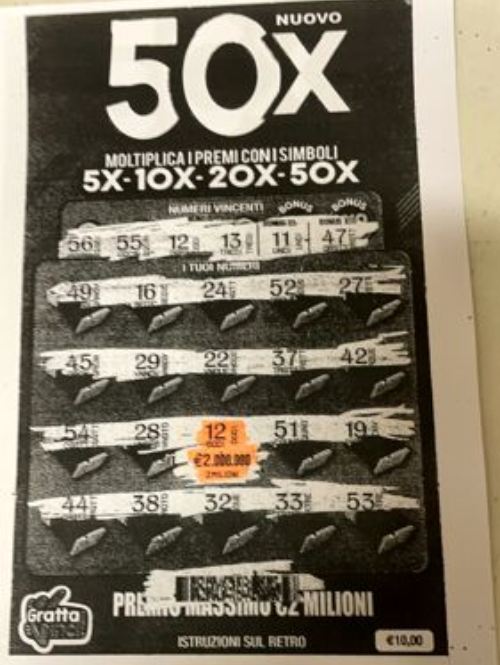 NUOVO
50X
MOLTIPLICA I PREMI CON I SIMBOLI
5X-10X-20X-50X
NUMERI VINCENTI BONUS BONUS
56 55 12 13 11 47
I TUOI NUMERI
49 16 24 52 27
45 29 22 37 42
54 28 12 51 19
€2.000.000
2MILIONI
44 38 32 33 53
PREMIO MASSIMO €2 MILIONI
Gratta
ISTRUZIONI SUL RETRO
€10,00